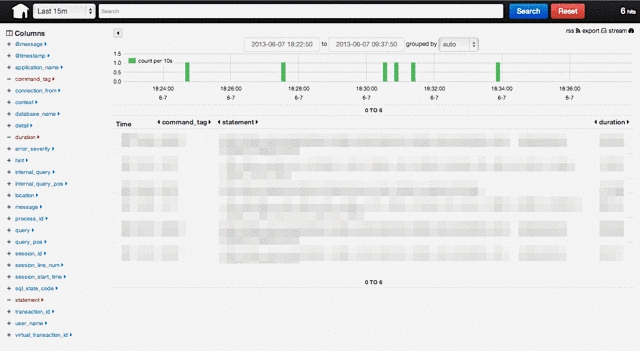 Last 15m
Search
Search
Reset
6 hits
Columns
rss export stream
@message
@timestamp
application_name
command_tag
connection_from
context
database_name
detail
duration
error_severity
hint
internal_query
internal_query_pos
location
message
process_id
query
query_pos
session_id
session_line_num
session_start_time
sql_state_code
statement
transaction_id
user_name
virtual_transaction_id
2013-06-07 18:22:50 to 2013-06-07 09:37:50 grouped by auto
count per 10s
1.5
1.0
0.5
0.0
18:24:00 18:26:00 18:28:00 18:30:00 18:32:00 18:34:00 18:36:00
6-7 6-7 6-7 6-7 6-7 6-7 6-7
0 TO 6
Time command_tag statement duration
0 TO 6